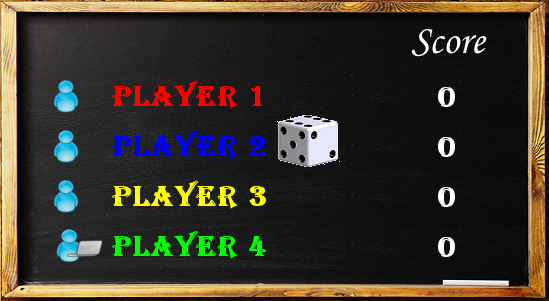 Score
PLAYER 1 0
PLAYER 2 0
PLAYER 3 0
PLAYER 4 0